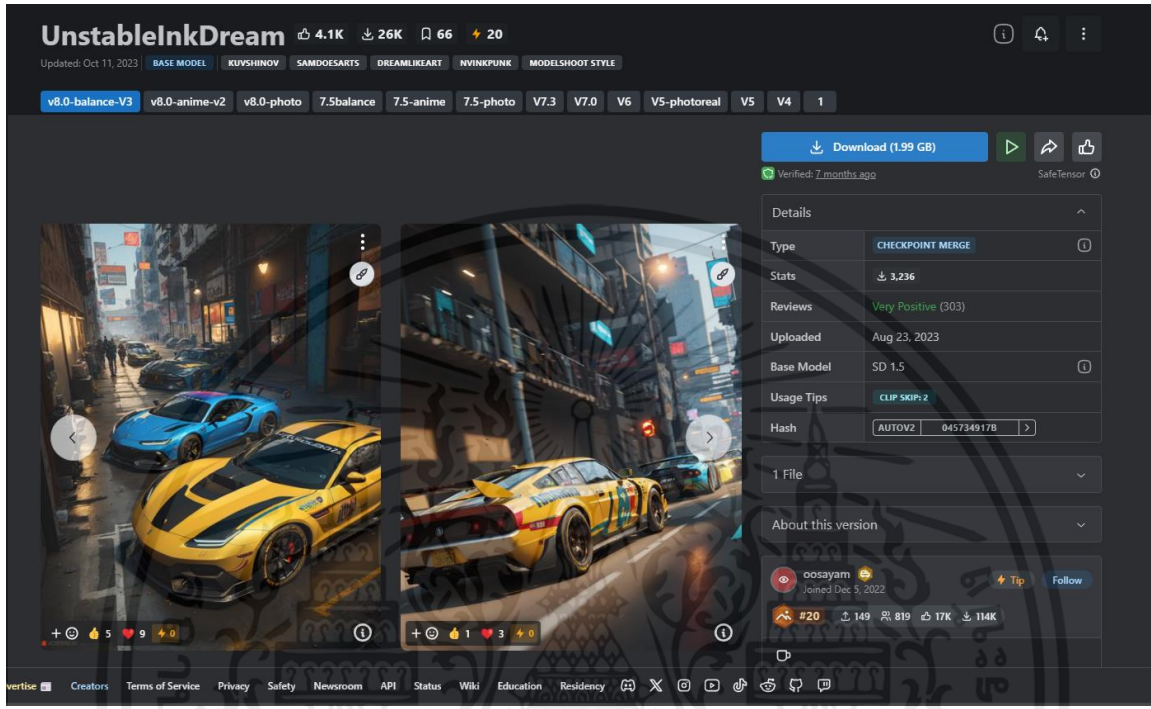 UnstableInkDream 4.1K 26K 66 20
Updated: Oct 11, 2023 BASE MODEL KUVSHINOV SAMDOESARTS DREAMLIKEART NVINKPUNK MODELSHOOT STYLE
v8.0-balance-V3 v8.0-anime-v2 v8.0-photo 7.5balance 7.5-anime 7.5-photo V7.3 V7.0 V6 V5-photoreal V5 V4 1
Download (1.99 GB)
Verified: 7 months ago SafeTensor
Details
Type CHECKPOINT MERGE
Stats 3,236
Reviews Very Positive (303)
Uploaded Aug 23, 2023
Base Model SD 1.5
Usage Tips CLIP SKIP: 2
Hash AUTOV2 045734917B
1 File
About this version
oosayam
Joined Dec 5, 2022
Tip Follow
#20 149 819 17K 114K
5 9 0
1 3 0
vertise Creators Terms of Service Privacy Safety Newsroom API Status Wiki Education Residency